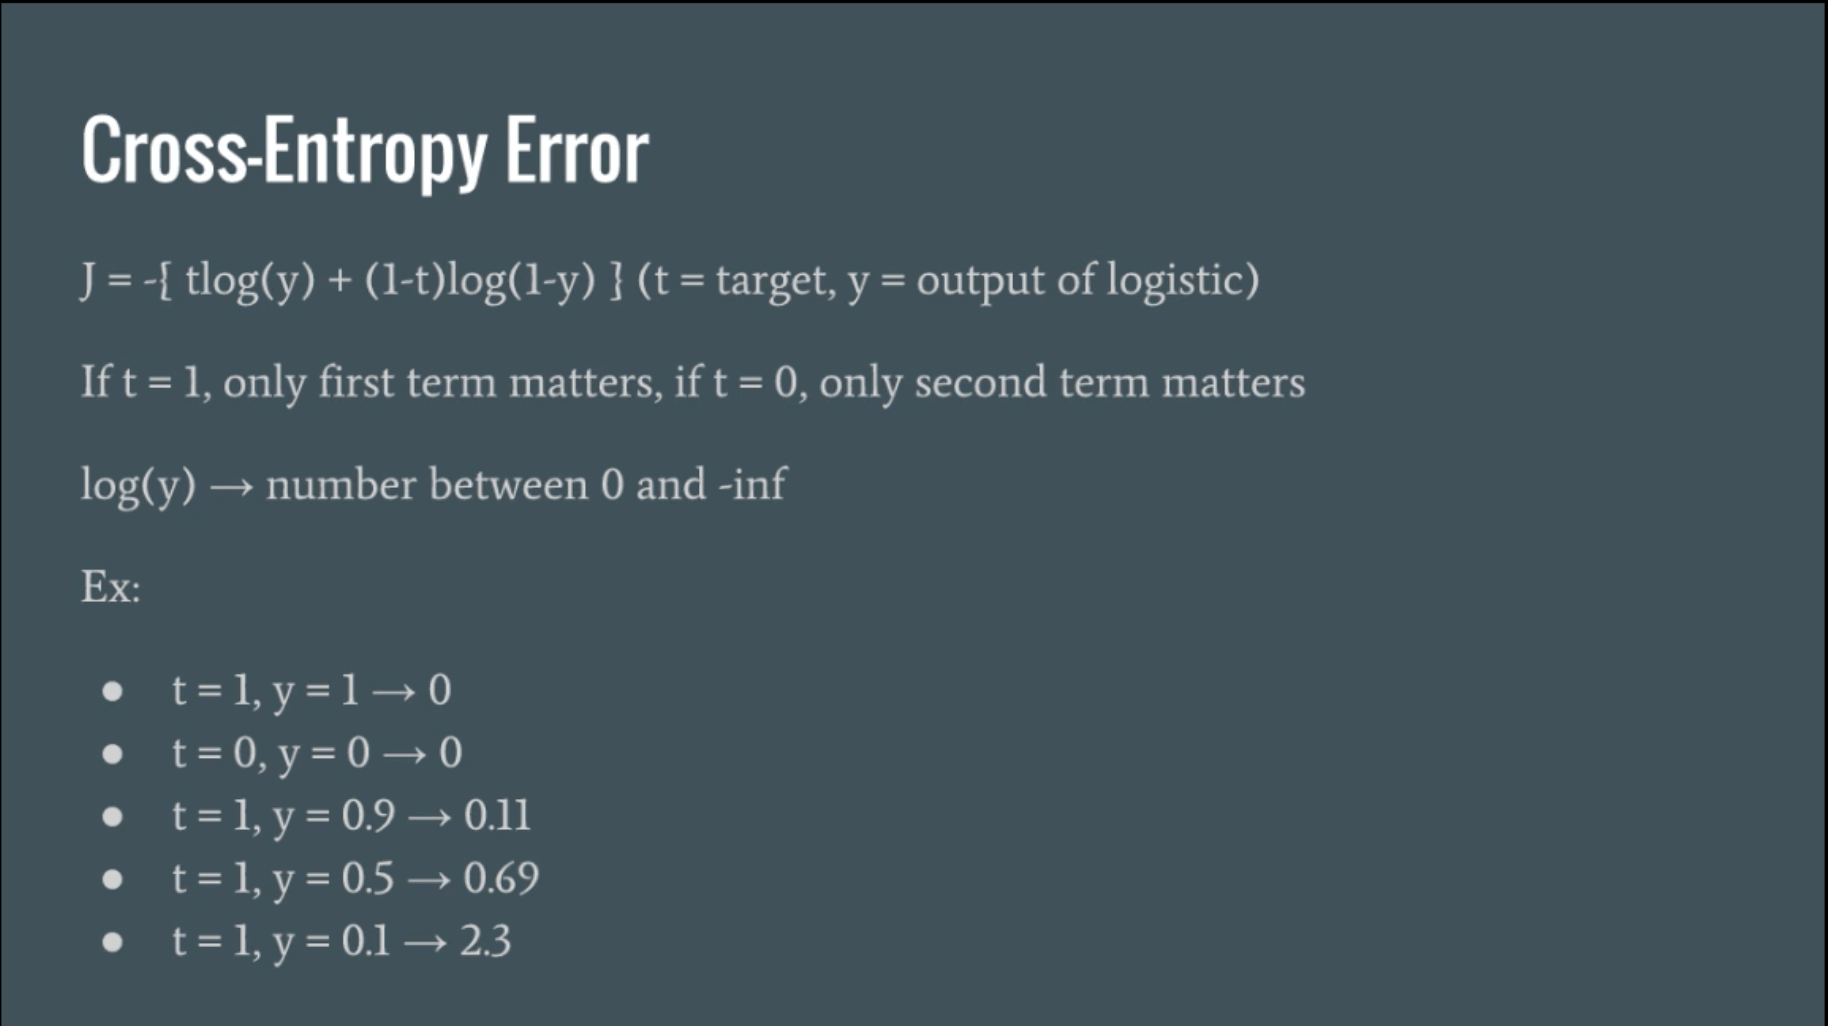 Cross-Entropy Error
J = -{ tlog(y) + (1-t)log(1-y) } (t = target, y = output of logistic)
If t = 1, only first term matters, if t = 0, only second term matters
log(y) → number between 0 and -inf
Ex:
● t = 1, y = 1 → 0
● t = 0, y = 0 → 0
● t = 1, y = 0.9 → 0.11
● t = 1, y = 0.5 → 0.69
● t = 1, y = 0.1 → 2.3